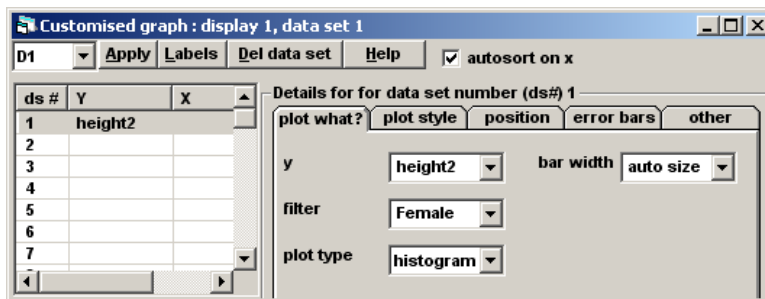 Customised graph : display 1, data set 1
D1 Apply Labels Del data set Help autosort on x
ds # Y X
1 height2
2
3
4
5
6
7
Details for for data set number (ds#) 1
plot what? plot style position error bars other
y height2 bar width auto size
filter Female
plot type histogram